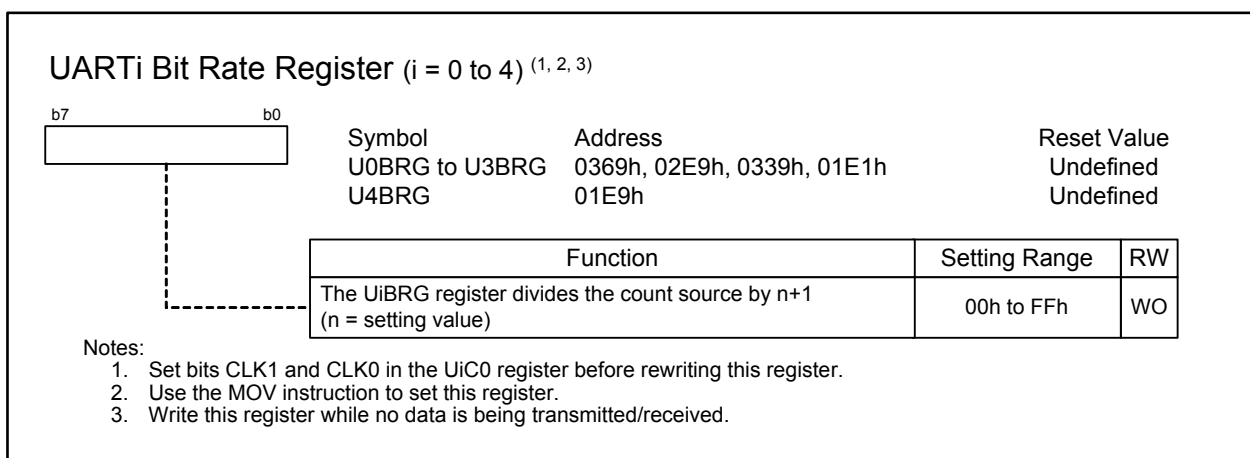 UARTi Bit Rate Register (i = 0 to 4) (1, 2, 3)
b7 b0
Symbol Address Reset Value
U0BRG to U3BRG 0369h, 02E9h, 0339h, 01E1h Undefined
U4BRG 01E9h Undefined
Function Setting Range RW
The UiBRG register divides the count source by n+1
(n = setting value) 00h to FFh WO
Notes:
1. Set bits CLK1 and CLK0 in the UiC0 register before rewriting this register.
2. Use the MOV instruction to set this register.
3. Write this register while no data is being transmitted/received.